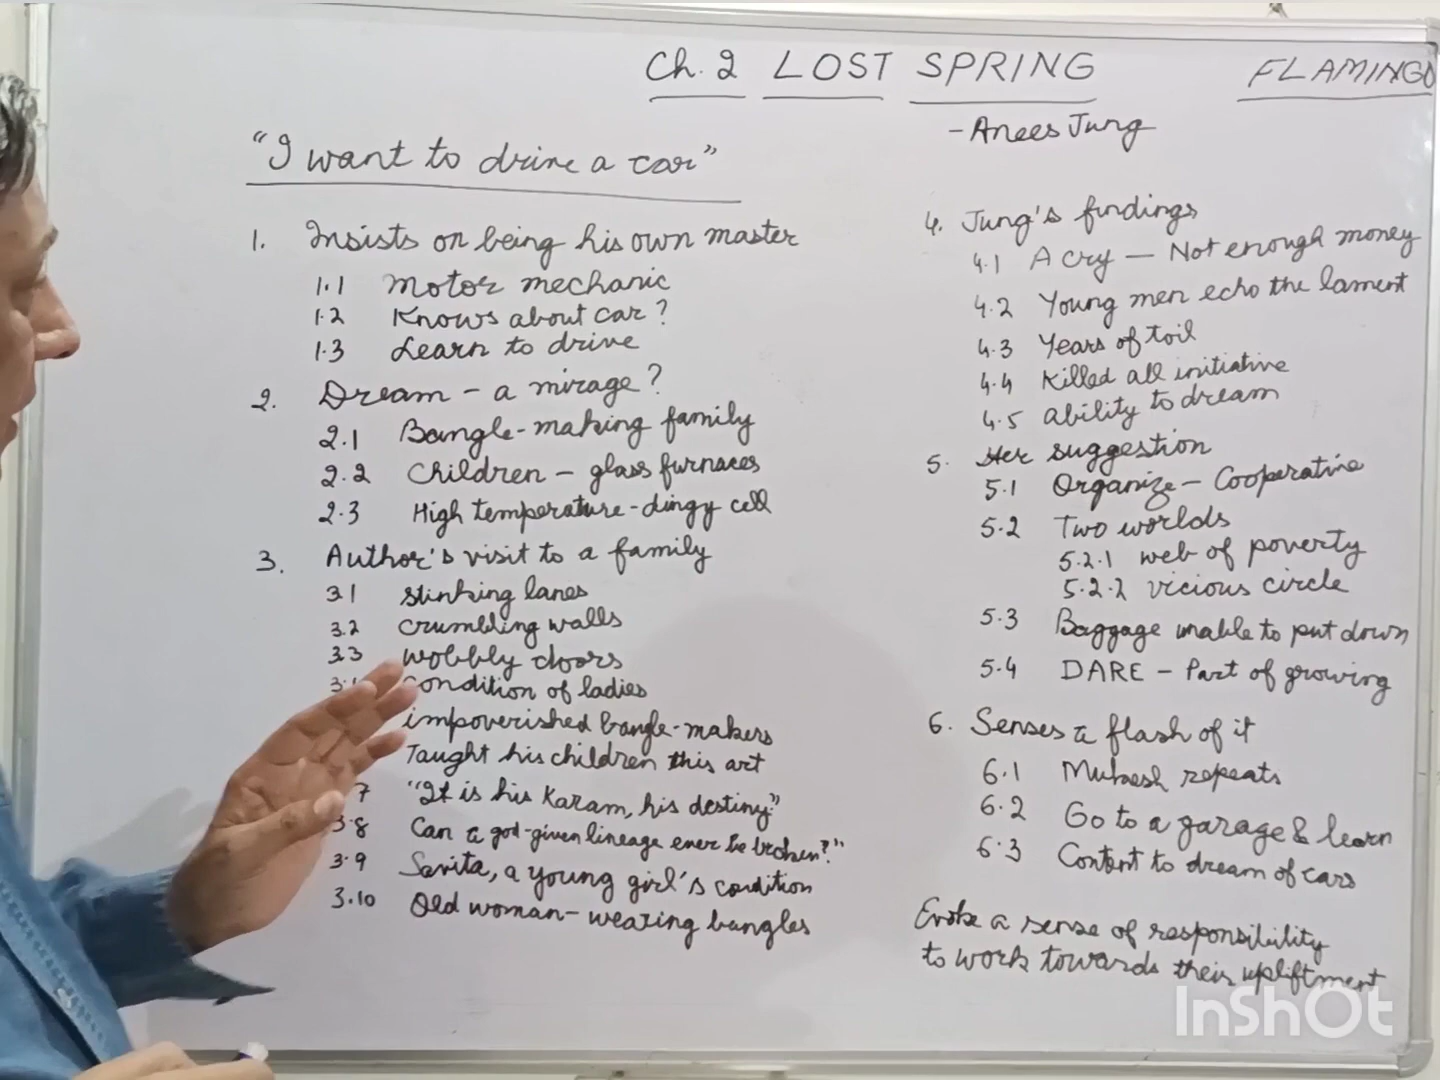 Ch. 2 LOST SPRING
FLAMINGO
- Anees Jung
"I want to drive a car"
1. Insists on being his own master
1.1 Motor mechanic
1.2 Knows about car?
1.3 Learn to drive
2. Dream - a mirage?
2.1 Bangle-making family
2.2 Children - glass furnaces
2.3 High temperature - dingy cell
3. Author's visit to a family
3.1 Stinking lanes
3.2 Crumbling walls
3.3 Wobbly doors
Condition of ladies
impoverished bangle-makers
Taught his children this art
7 "It is his Karam, his destiny."
3.8 Can a god-given lineage ever be broken?"
3.9 Savita, a young girl's condition
3.10 Old woman - wearing bangles
4. Jung's findings
4.1 A cry - Not enough money
4.2 Young men echo the lament
4.3 Years of toil
4.4 Killed all initiative
4.5 ability to dream
5. Her suggestion
5.1 Organize - Cooperative
5.2 Two worlds
5.2.1 web of poverty
5.2.2 vicious circle
5.3 Baggage unable to put down
5.4 DARE - Part of growing
6. Senses a flash of it
6.1 Mukesh repeats
6.2 Go to a garage & learn
6.3 Content to dream of cars
Evoke a sense of responsibility
to work towards their upliftment
InShOt